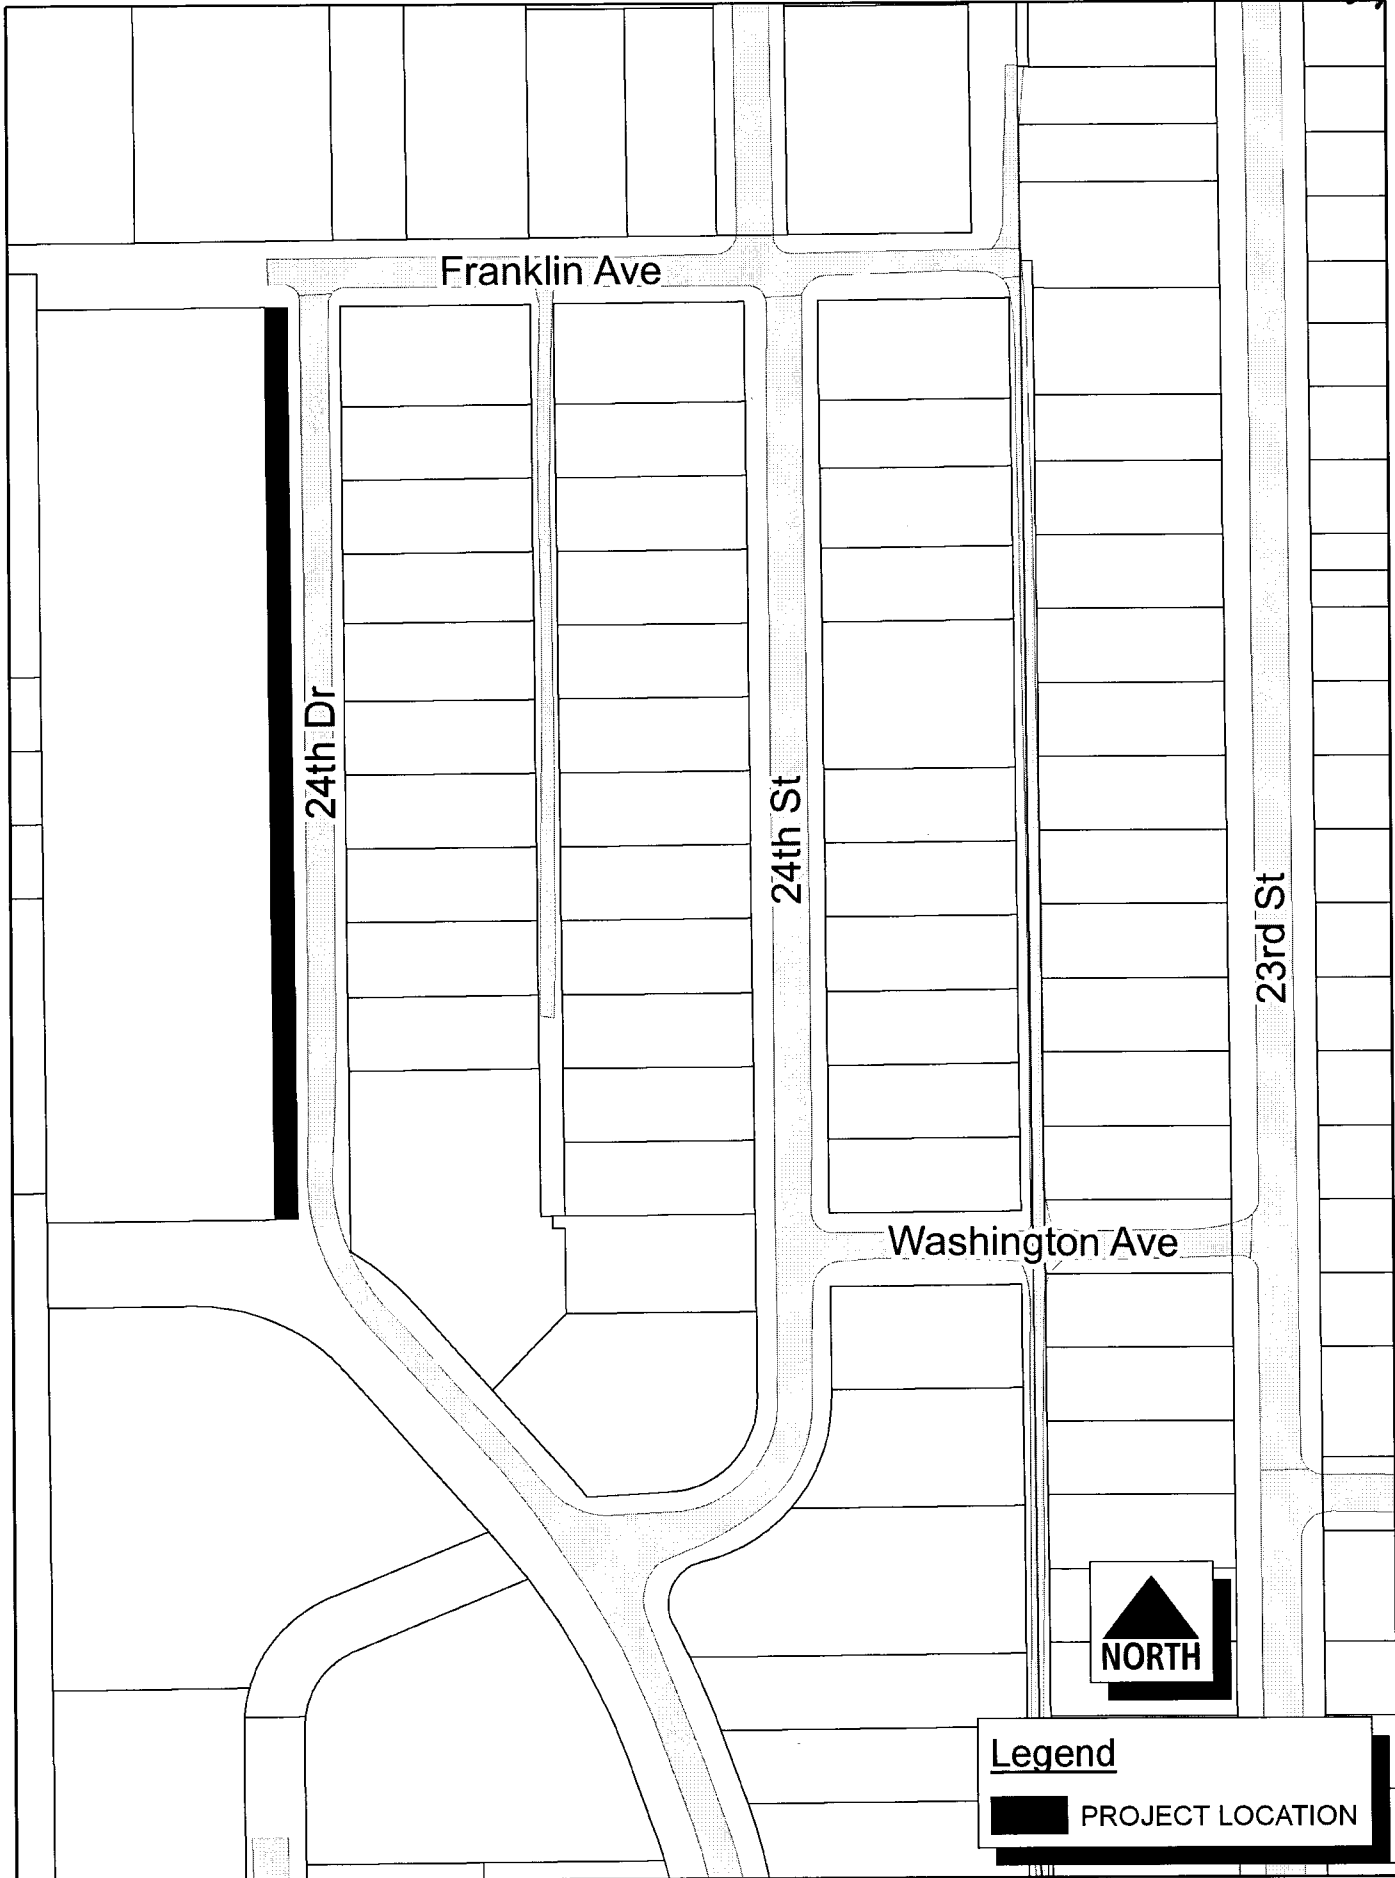 Franklin Ave
24th Dr
24th St
23rd St
Washington Ave
NORTH
Legend
PROJECT LOCATION